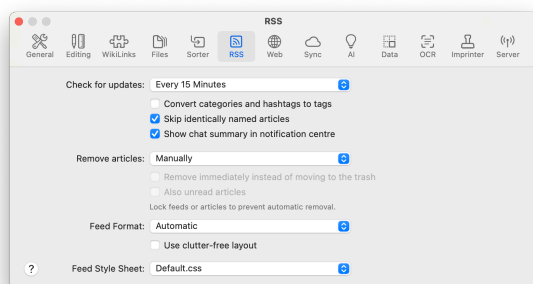 RSS
General Editing WikiLinks Files Sorter RSS Web Sync AI Data OCR Imprinter Server
Check for updates: Every 15 Minutes
Convert categories and hashtags to tags
Skip identically named articles
Show chat summary in notification centre
Remove articles: Manually
Remove immediately instead of moving to the trash
Also unread articles
Lock feeds or articles to prevent automatic removal.
Feed Format: Automatic
Use clutter-free layout
? Feed Style Sheet: Default.css